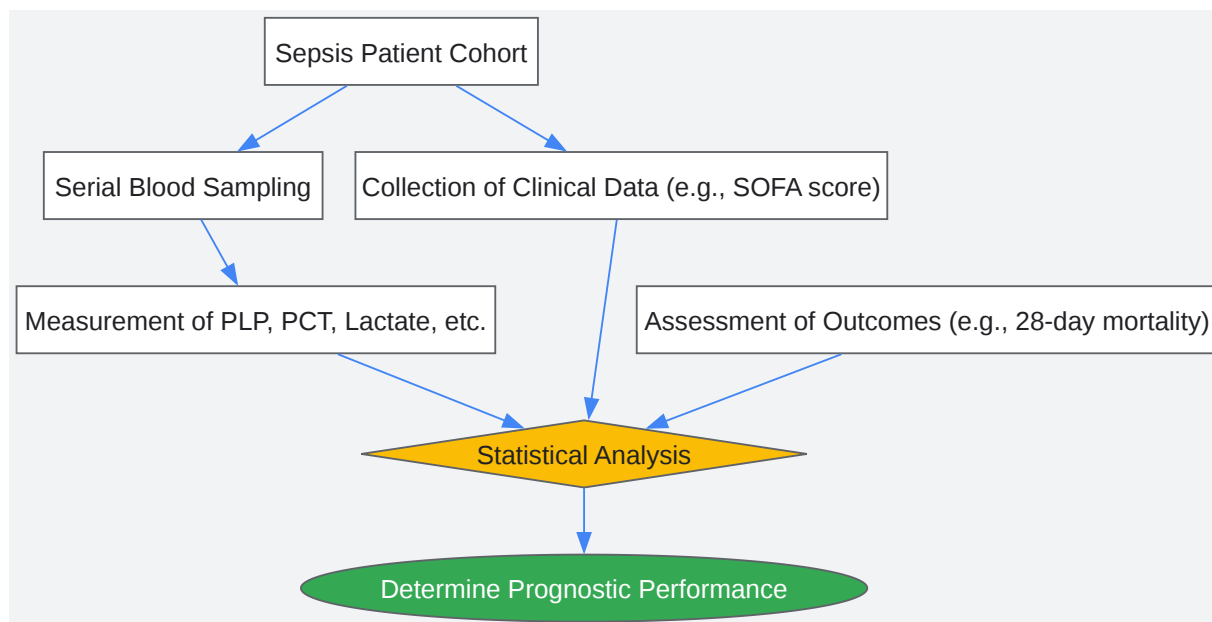 Sepsis Patient Cohort
Serial Blood Sampling
Collection of Clinical Data (e.g., SOFA score)
Measurement of PLP, PCT, Lactate, etc.
Assessment of Outcomes (e.g., 28-day mortality)
Statistical Analysis
Determine Prognostic Performance